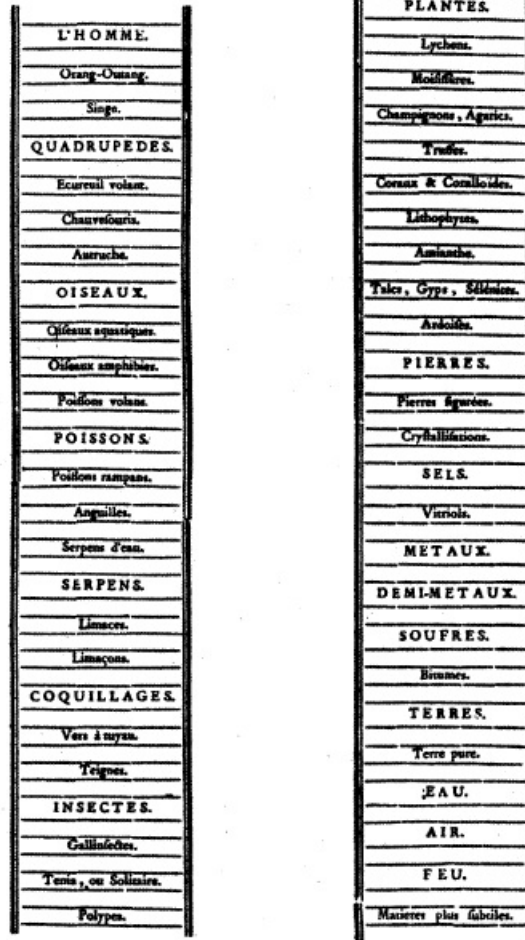 L'HOMME.
Orang-Outang.
Singe.
QUADRUPEDES.
Ecureuil volant.
Chauveſouris.
Autruche.
OISEAUX.
Oiſeaux aquatiques.
Oiſeaux amphibies.
Poiſſons volans.
POISSONS.
Poiſſons rampans.
Anguilles.
Serpens d'eau.
SERPENS.
Limaces.
Limaçons.
COQUILLAGES.
Vers à tuyau.
Teignes.
INSECTES.
Gallinſectes.
Tenia, ou Solitaire.
Polypes.
PLANTES.
Lychens.
Moiſiſſures.
Champignons, Agarics.
Truffes.
Coraux & Coralloides.
Lithophytes.
Amianthe.
Talcs, Gyps, Sélénites.
Ardoiſes.
PIERRES.
Pierres figurées.
Cryſtalliſations.
SELS.
Vitriols.
METAUX.
DEMI-METAUX.
SOUFRES.
Bitumes.
TERRES.
Terre pure.
EAU.
AIR.
FEU.
Matieres plus ſubtiles.